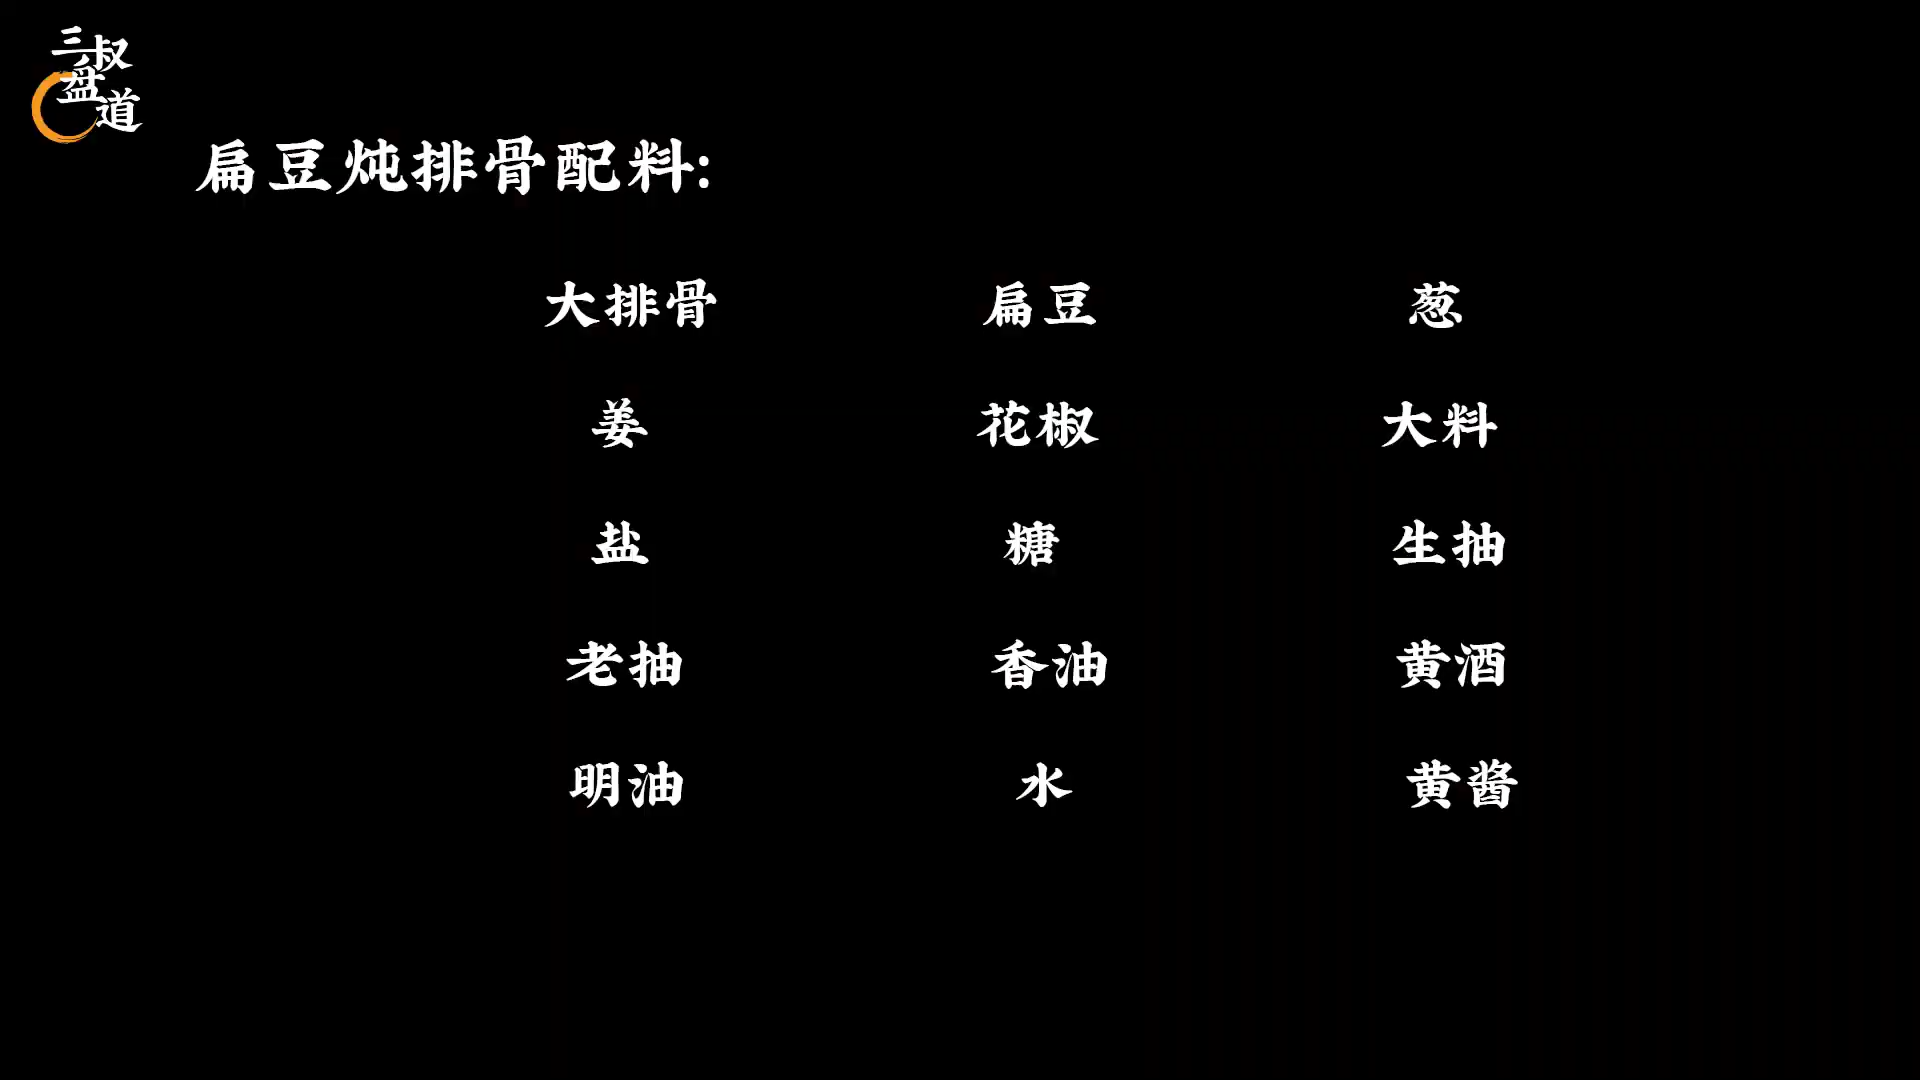 三叔
盘道
扁豆炖排骨配料:
大排骨 扁豆 葱
姜 花椒 大料
盐 糖 生抽
老抽 香油 黄酒
明油 水 黄酱